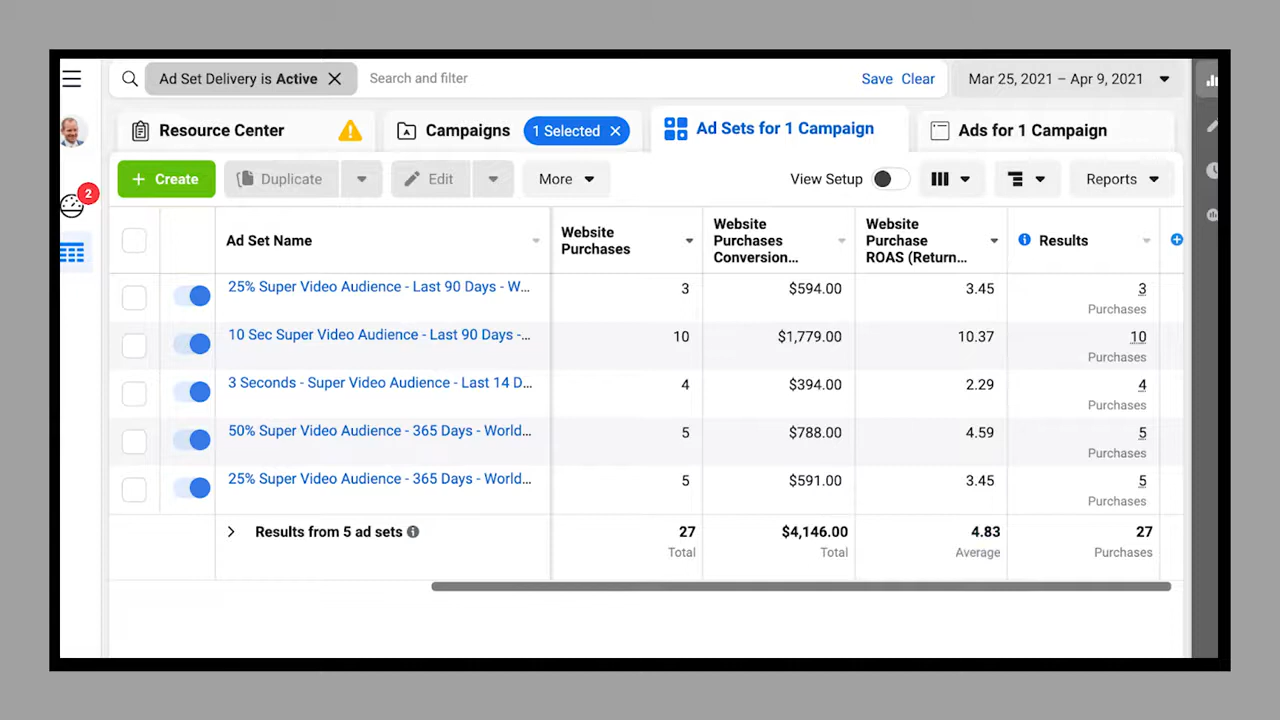 Ad Set Delivery is Active
Search and filter
Save Clear
Mar 25, 2021 – Apr 9, 2021
Resource Center
Campaigns
1 Selected
Ad Sets for 1 Campaign
Ads for 1 Campaign
2
+ Create
Duplicate
Edit
More
View Setup
Reports
Ad Set Name
Website
Purchases
Website
Purchases
Conversion...
Website
Purchase
ROAS (Return...
Results
25% Super Video Audience - Last 90 Days - W...
3
$594.00
3.45
3
Purchases
10 Sec Super Video Audience - Last 90 Days -...
10
$1,779.00
10.37
10
Purchases
3 Seconds - Super Video Audience - Last 14 D...
4
$394.00
2.29
4
Purchases
50% Super Video Audience - 365 Days - World...
5
$788.00
4.59
5
Purchases
25% Super Video Audience - 365 Days - World...
5
$591.00
3.45
5
Purchases
Results from 5 ad sets
27
Total
$4,146.00
Total
4.83
Average
27
Purchases